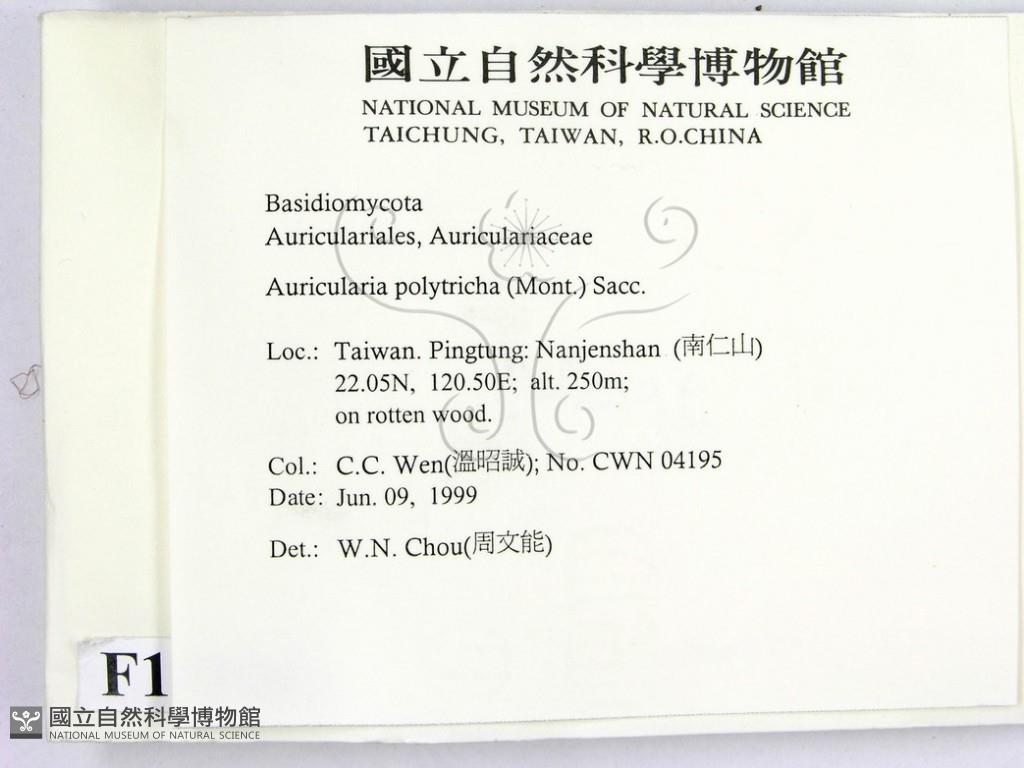 國立自然科學博物館
NATIONAL MUSEUM OF NATURAL SCIENCE
TAICHUNG, TAIWAN, R.O.CHINA
Basidiomycota
Auriculariales, Auriculariaceae
Auricularia polytricha (Mont.) Sacc.
Loc.: Taiwan. Pingtung: Nanjenshan (南仁山)
22.05N, 120.50E; alt. 250m;
on rotten wood.
Col.: C.C. Wen(溫昭誠); No. CWN 04195
Date: Jun. 09, 1999
Det.: W.N. Chou(周文能)
F1
國立自然科學博物館
NATIONAL MUSEUM OF NATURAL SCIENCE